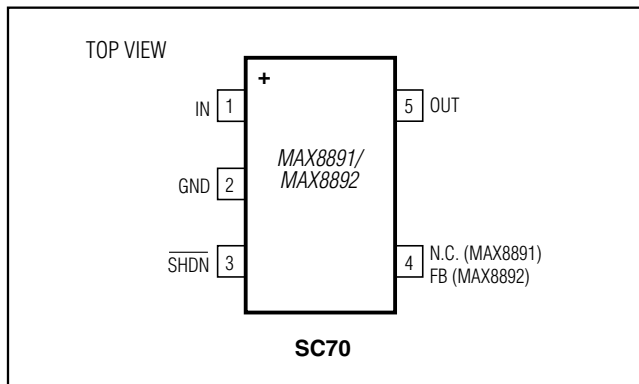 TOP VIEW
+
IN 1
5 OUT
MAX8891/
MAX8892
GND 2
SHDN 3
4 N.C. (MAX8891)
FB (MAX8892)
SC70